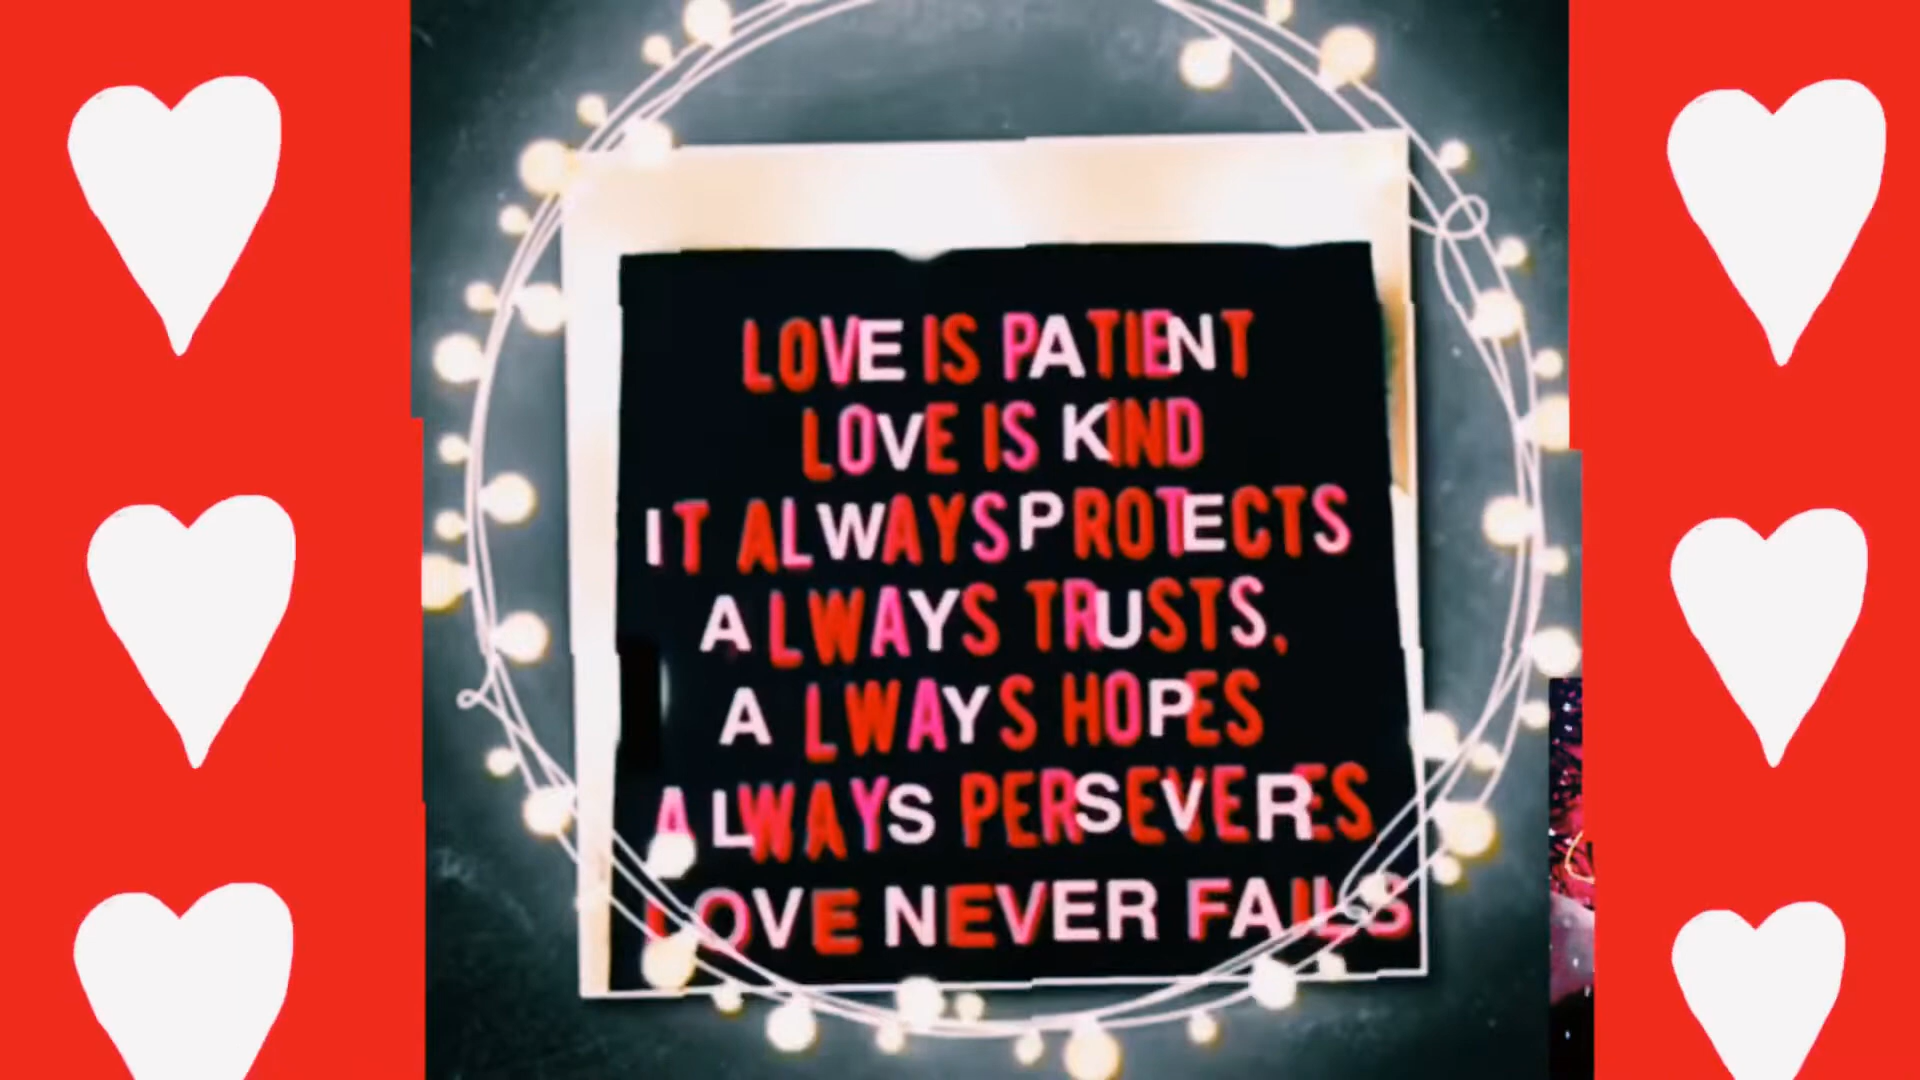 LOVE IS PATIENT
LOVE IS KIND
IT ALWAYS PROTECTS
ALWAYS TRUSTS,
ALWAYS HOPES
ALWAYS PERSEVERES
LOVE NEVER FAILS